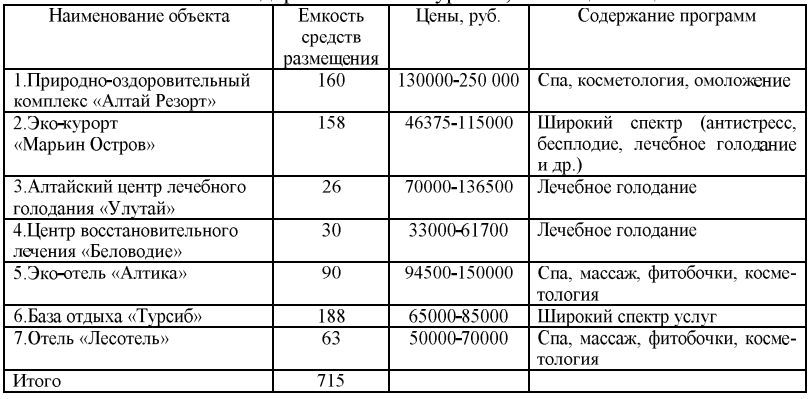 Наименование объекта Емкость Цены, руб. Содержание программ
средств
размещения
1.Природно-оздоровительный 160 130000-250 000 Спа, косметология, омоложение
комплекс «Алтай Резорт»
2.Эко-курорт 158 46375-115000 Широкий спектр (антистресс,
«Марьин Остров» бесплодие, лечебное голодание
и др.)
3.Алтайский центр лечебного 26 70000-136500 Лечебное голодание
голодания «Улутай»
4.Центр восстановительного 30 33000-61700 Лечебное голодание
лечения «Беловодие»
5.Эко-отель «Алтика» 90 94500-150000 Спа, массаж, фитобочки, косме-
тология
6.База отдыха «Турсиб» 188 65000-85000 Широкий спектр услуг
7.Отель «Лесотель» 63 50000-70000 Спа, массаж, фитобочки, косме-
тология
Итого 715